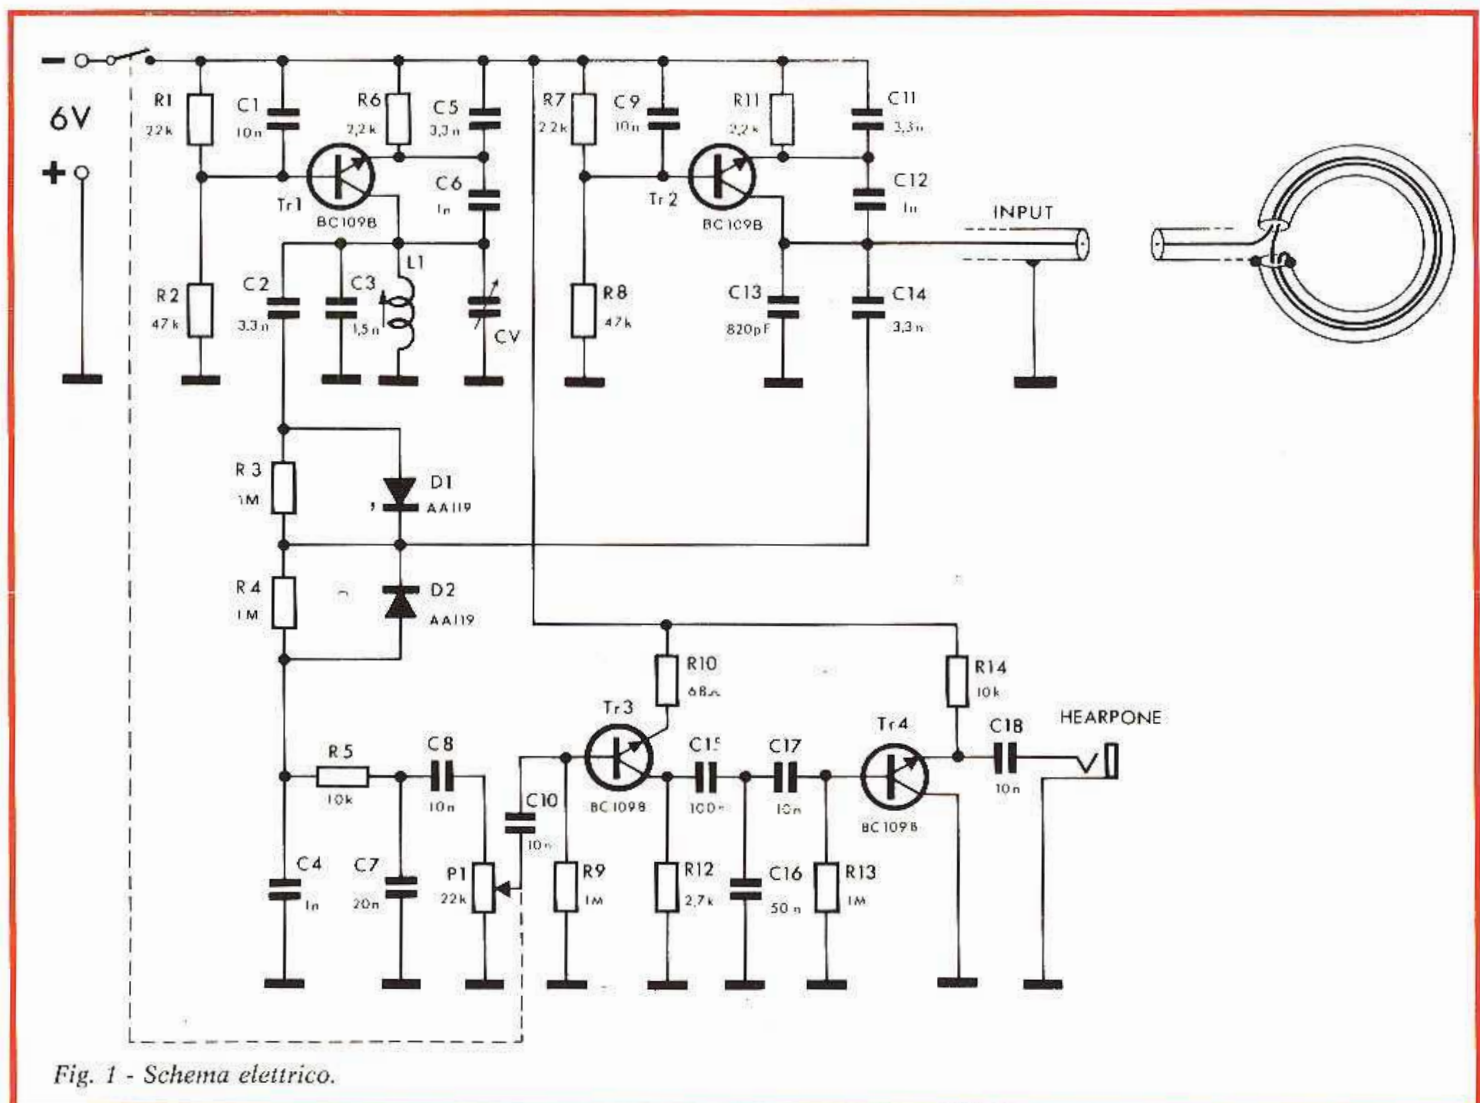 −
6V
+
R1
22k
C1
10n
R6
2,2k
C5
3,3n
Tr1
BC109B
C6
1n
R2
47k
C2
3,3n
C3
1,5n
L1
CV
R7
22k
C9
10n
R11
2,2k
C11
3,3n
Tr2
BC109B
C12
1n
R8
47k
C13
820pF
C14
3,3n
INPUT
R3
1M
D1
AA119
R4
1M
D2
AA119
R5
10k
C8
10n
C4
1n
C7
20n
P1
22k
C10
10n
Tr3
BC109B
R10
R9
1M
C15
C17
10n
R12
2,7k
C16
50n
R13
1M
Tr4
BC109B
R14
10k
C18
10n
HEARPONE
Fig. 1 - Schema elettrico.